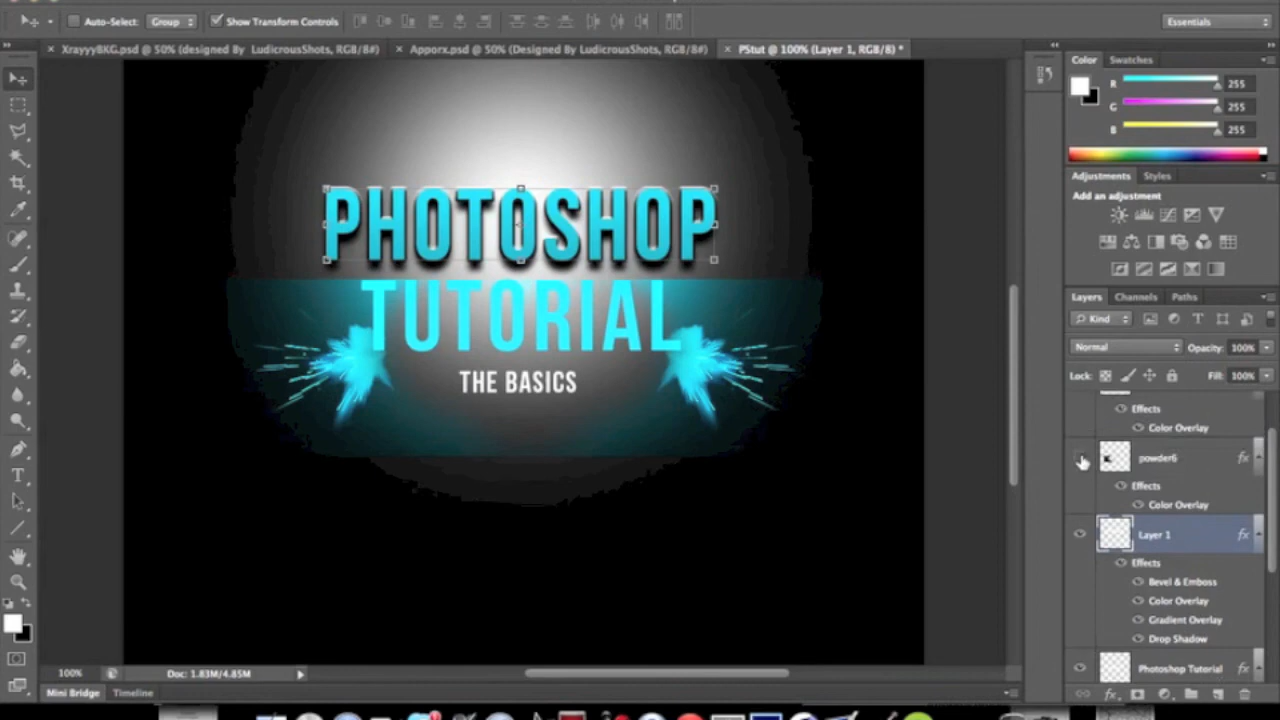 Auto-Select: Group Show Transform Controls Essentials
XrayyyBKG.psd @ 50% (designed By LudicrousShots, RGB/8#)
Apporx.psd @ 50% (Designed By LudicrousShots, RGB/8#)
PStut @ 100% (Layer 1, RGB/8) *
Color Swatches
R 255
G 255
B 255
Adjustments Styles
Add an adjustment
PHOTOSHOP
TUTORIAL
THE BASICS
Layers Channels Paths
Kind
Normal Opacity: 100%
Lock: Fill: 100%
Effects
Color Overlay
powder6 fx
Effects
Color Overlay
Layer 1 fx
Effects
Bevel & Emboss
Color Overlay
Gradient Overlay
Drop Shadow
Photoshop Tutorial fx
fx
T
100% Doc: 1.83M/4.85M
Mini Bridge Timeline